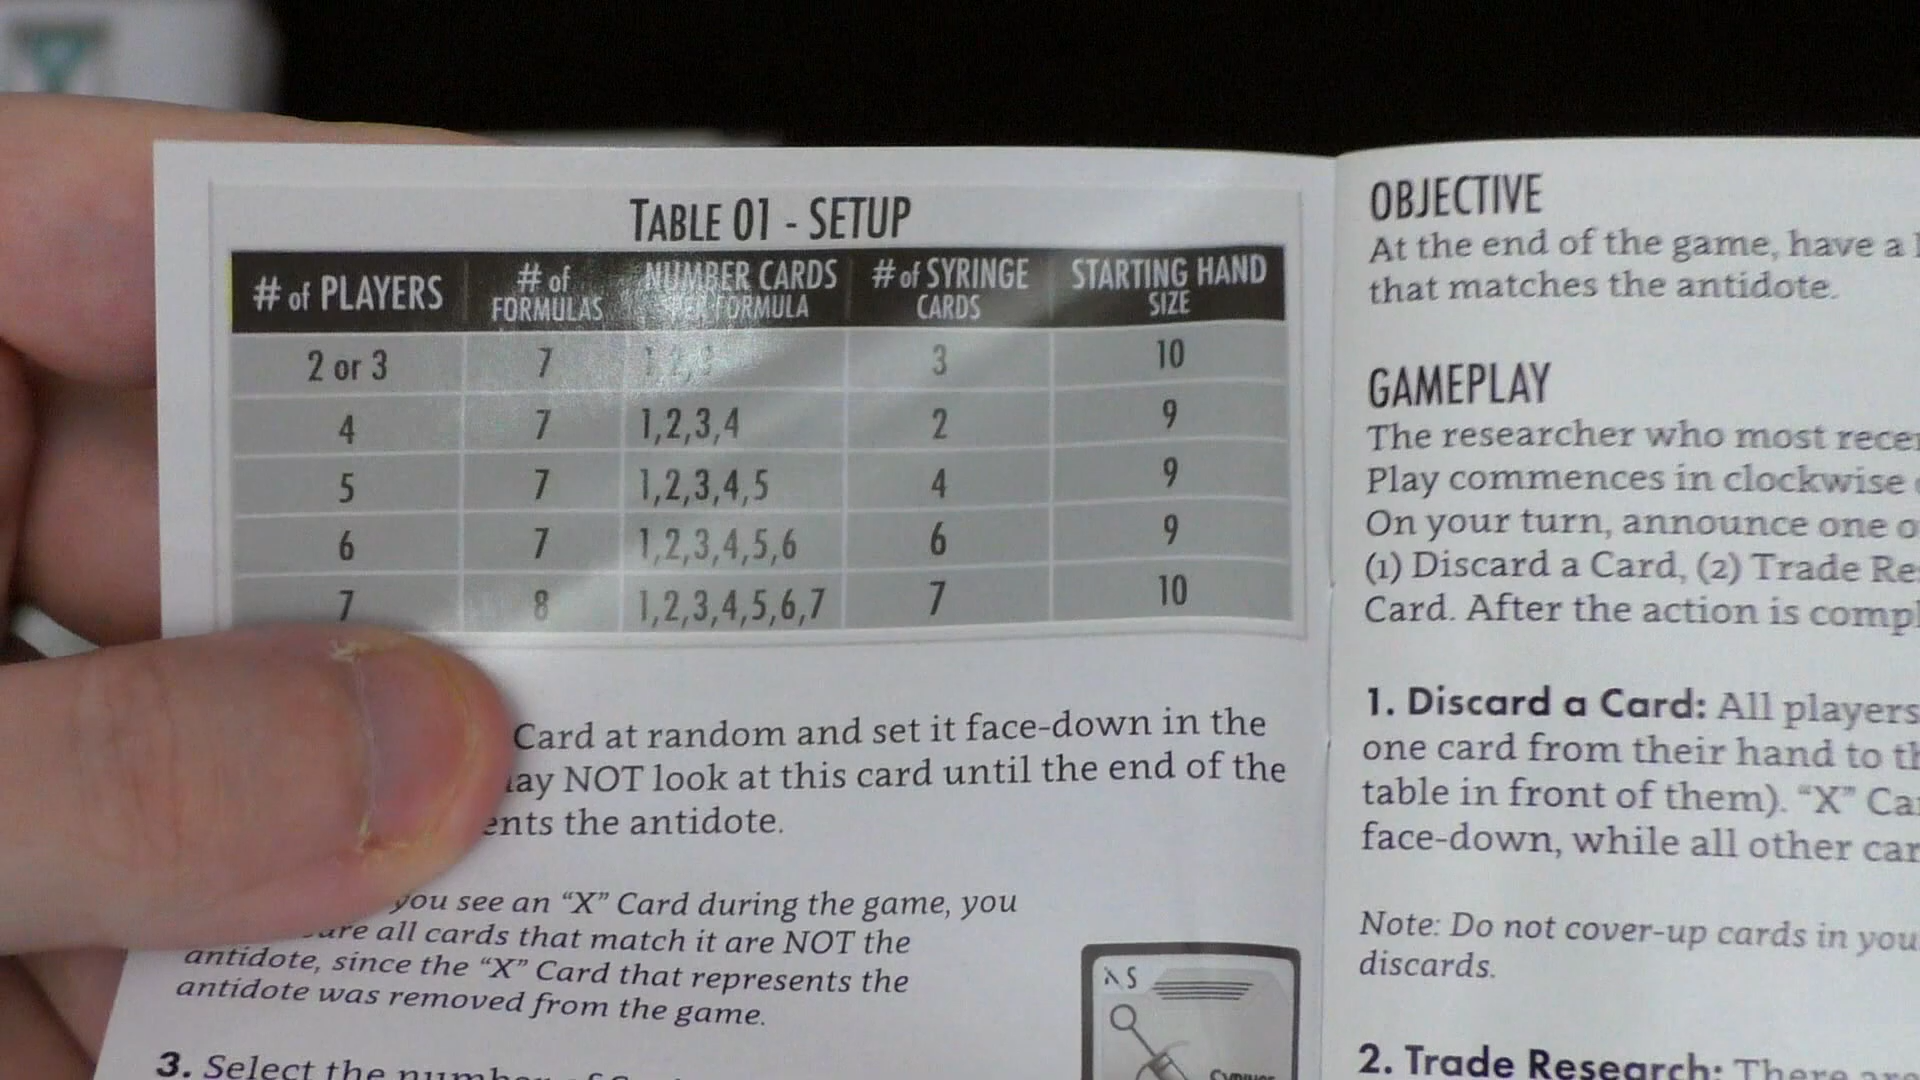 TABLE 01 - SETUP
# of PLAYERS # of FORMULAS NUMBER CARDS PER FORMULA # of SYRINGE CARDS STARTING HAND SIZE
2 or 3 7 1,2,3 3 10
4 7 1,2,3,4 2 9
5 7 1,2,3,4,5 4 9
6 7 1,2,3,4,5,6 6 9
7 8 1,2,3,4,5,6,7 7 10
Card at random and set it face-down in the
NOT look at this card until the end of the
the antidote.
you see an “X” Card during the game, you
all cards that match it are NOT the
antidote, since the “X” Card that represents the
antidote was removed from the game.
3. Select the
OBJECTIVE
At the end of the game, have a
that matches the antidote.
GAMEPLAY
The researcher who most
Play commences in clockwise
On your turn, announce one
(1) Discard a Card, (2) Trade
Card. After the action is
1. Discard a Card: All players
one card from their hand to
table in front of them). “X”
face-down, while all other
Note: Do not cover-up cards in
discards.
2. Trade Research: There